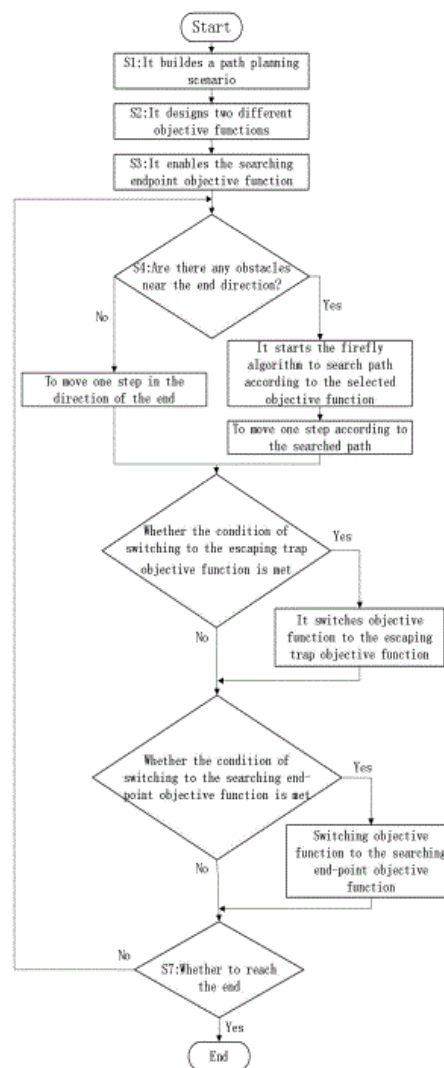 Start
S1:It buildes a path planning
scenario
S2:It designs two different
objective functions
S3:It enables the searching
endpoint objective function
S4:Are there any obstacles
near the end direction?
No
Yes
To move one step in the
direction of the end
It starts the firefly
algorithm to search path
according to the selected
objective function
To move one step according to
the searched path
Whether the condition of
switching to the escaping trap
objective function is met
Yes
No
It switches objective
function to the escaping
trap objective function
Whether the condition of
switching to the searching end-
point objective function is met
Yes
No
Switching objective
function to the searching
end-point objective
function
No
S7:Whether to reach
the end
Yes
End